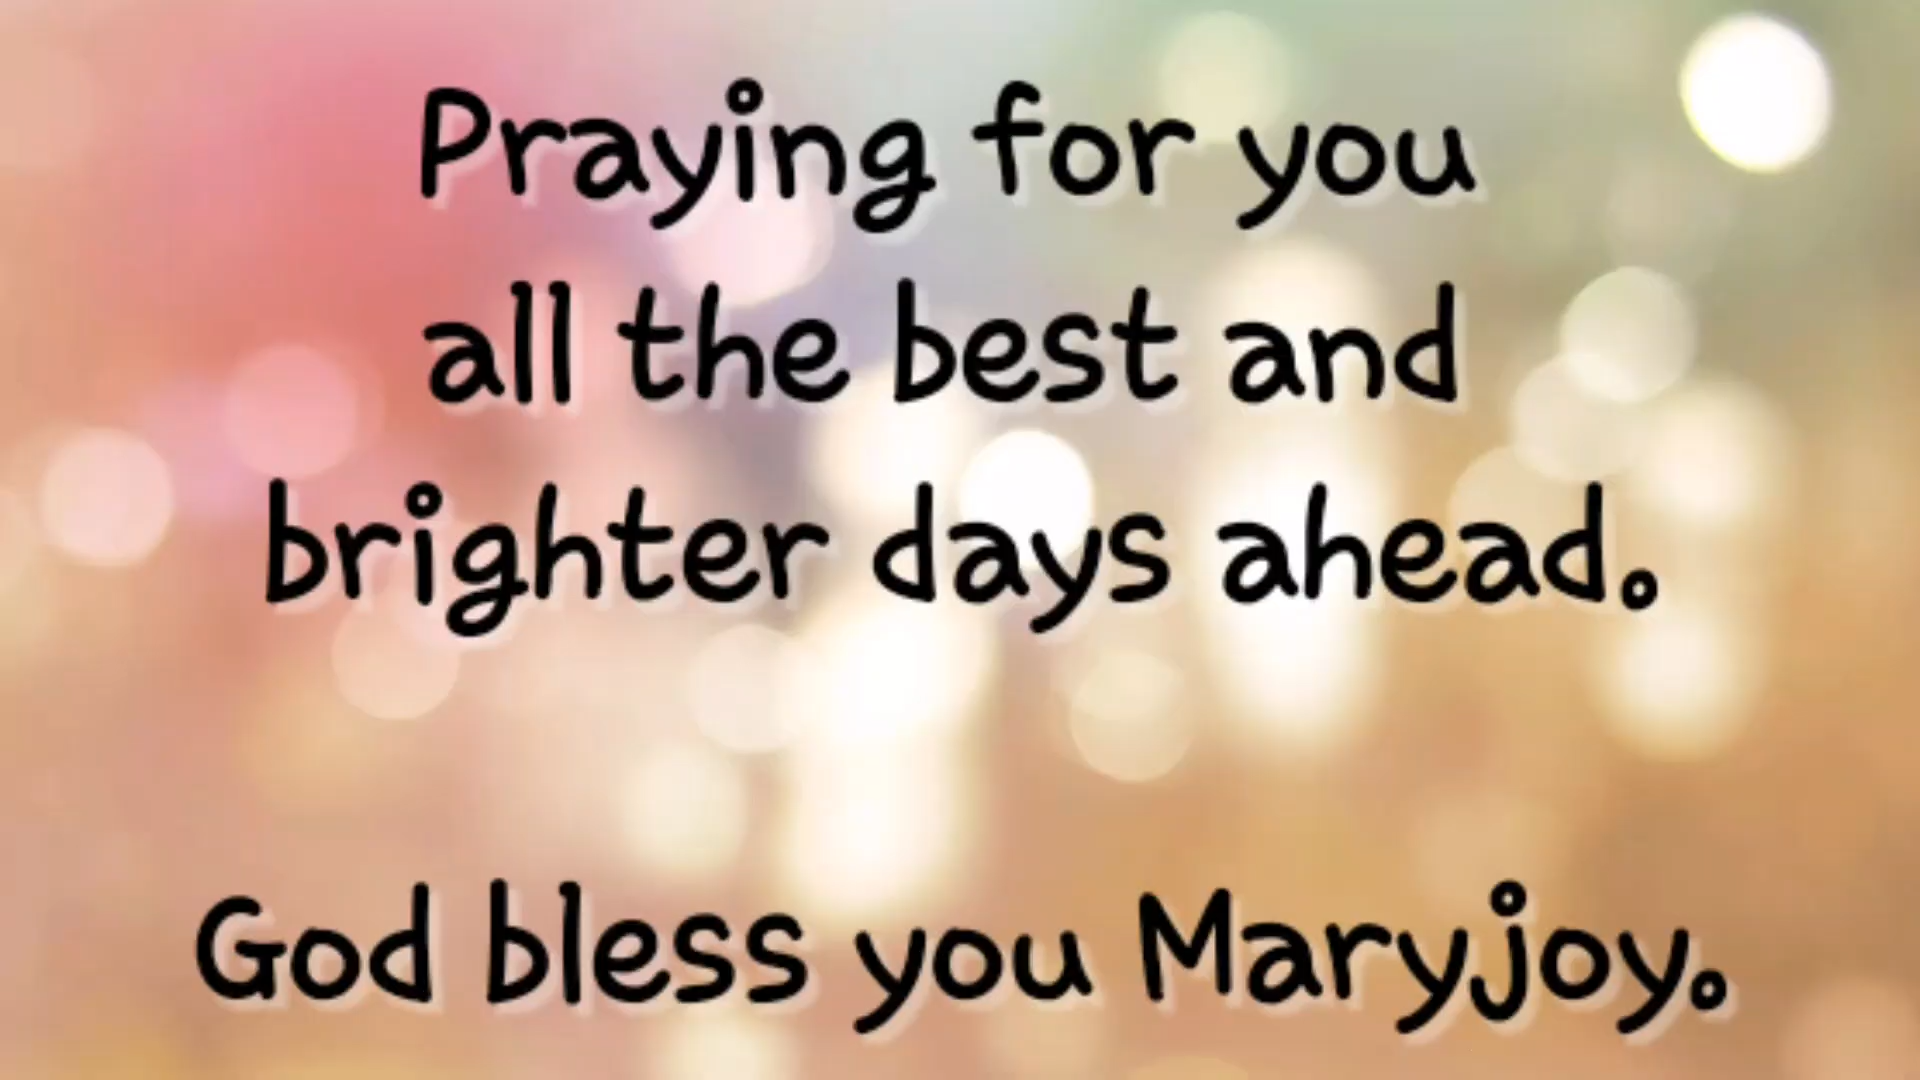 Praying for you
all the best and
brighter days ahead.
God bless you Maryjoy.